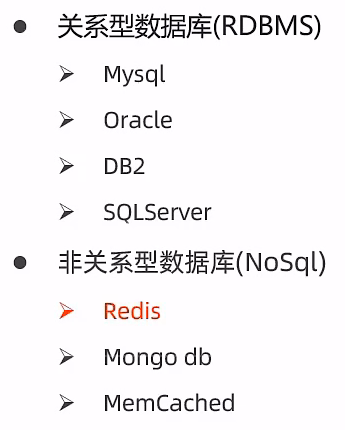 关系型数据库(RDBMS)
Mysql
Oracle
DB2
SQLServer
非关系型数据库(NoSql)
Redis
Mongo db
MemCached